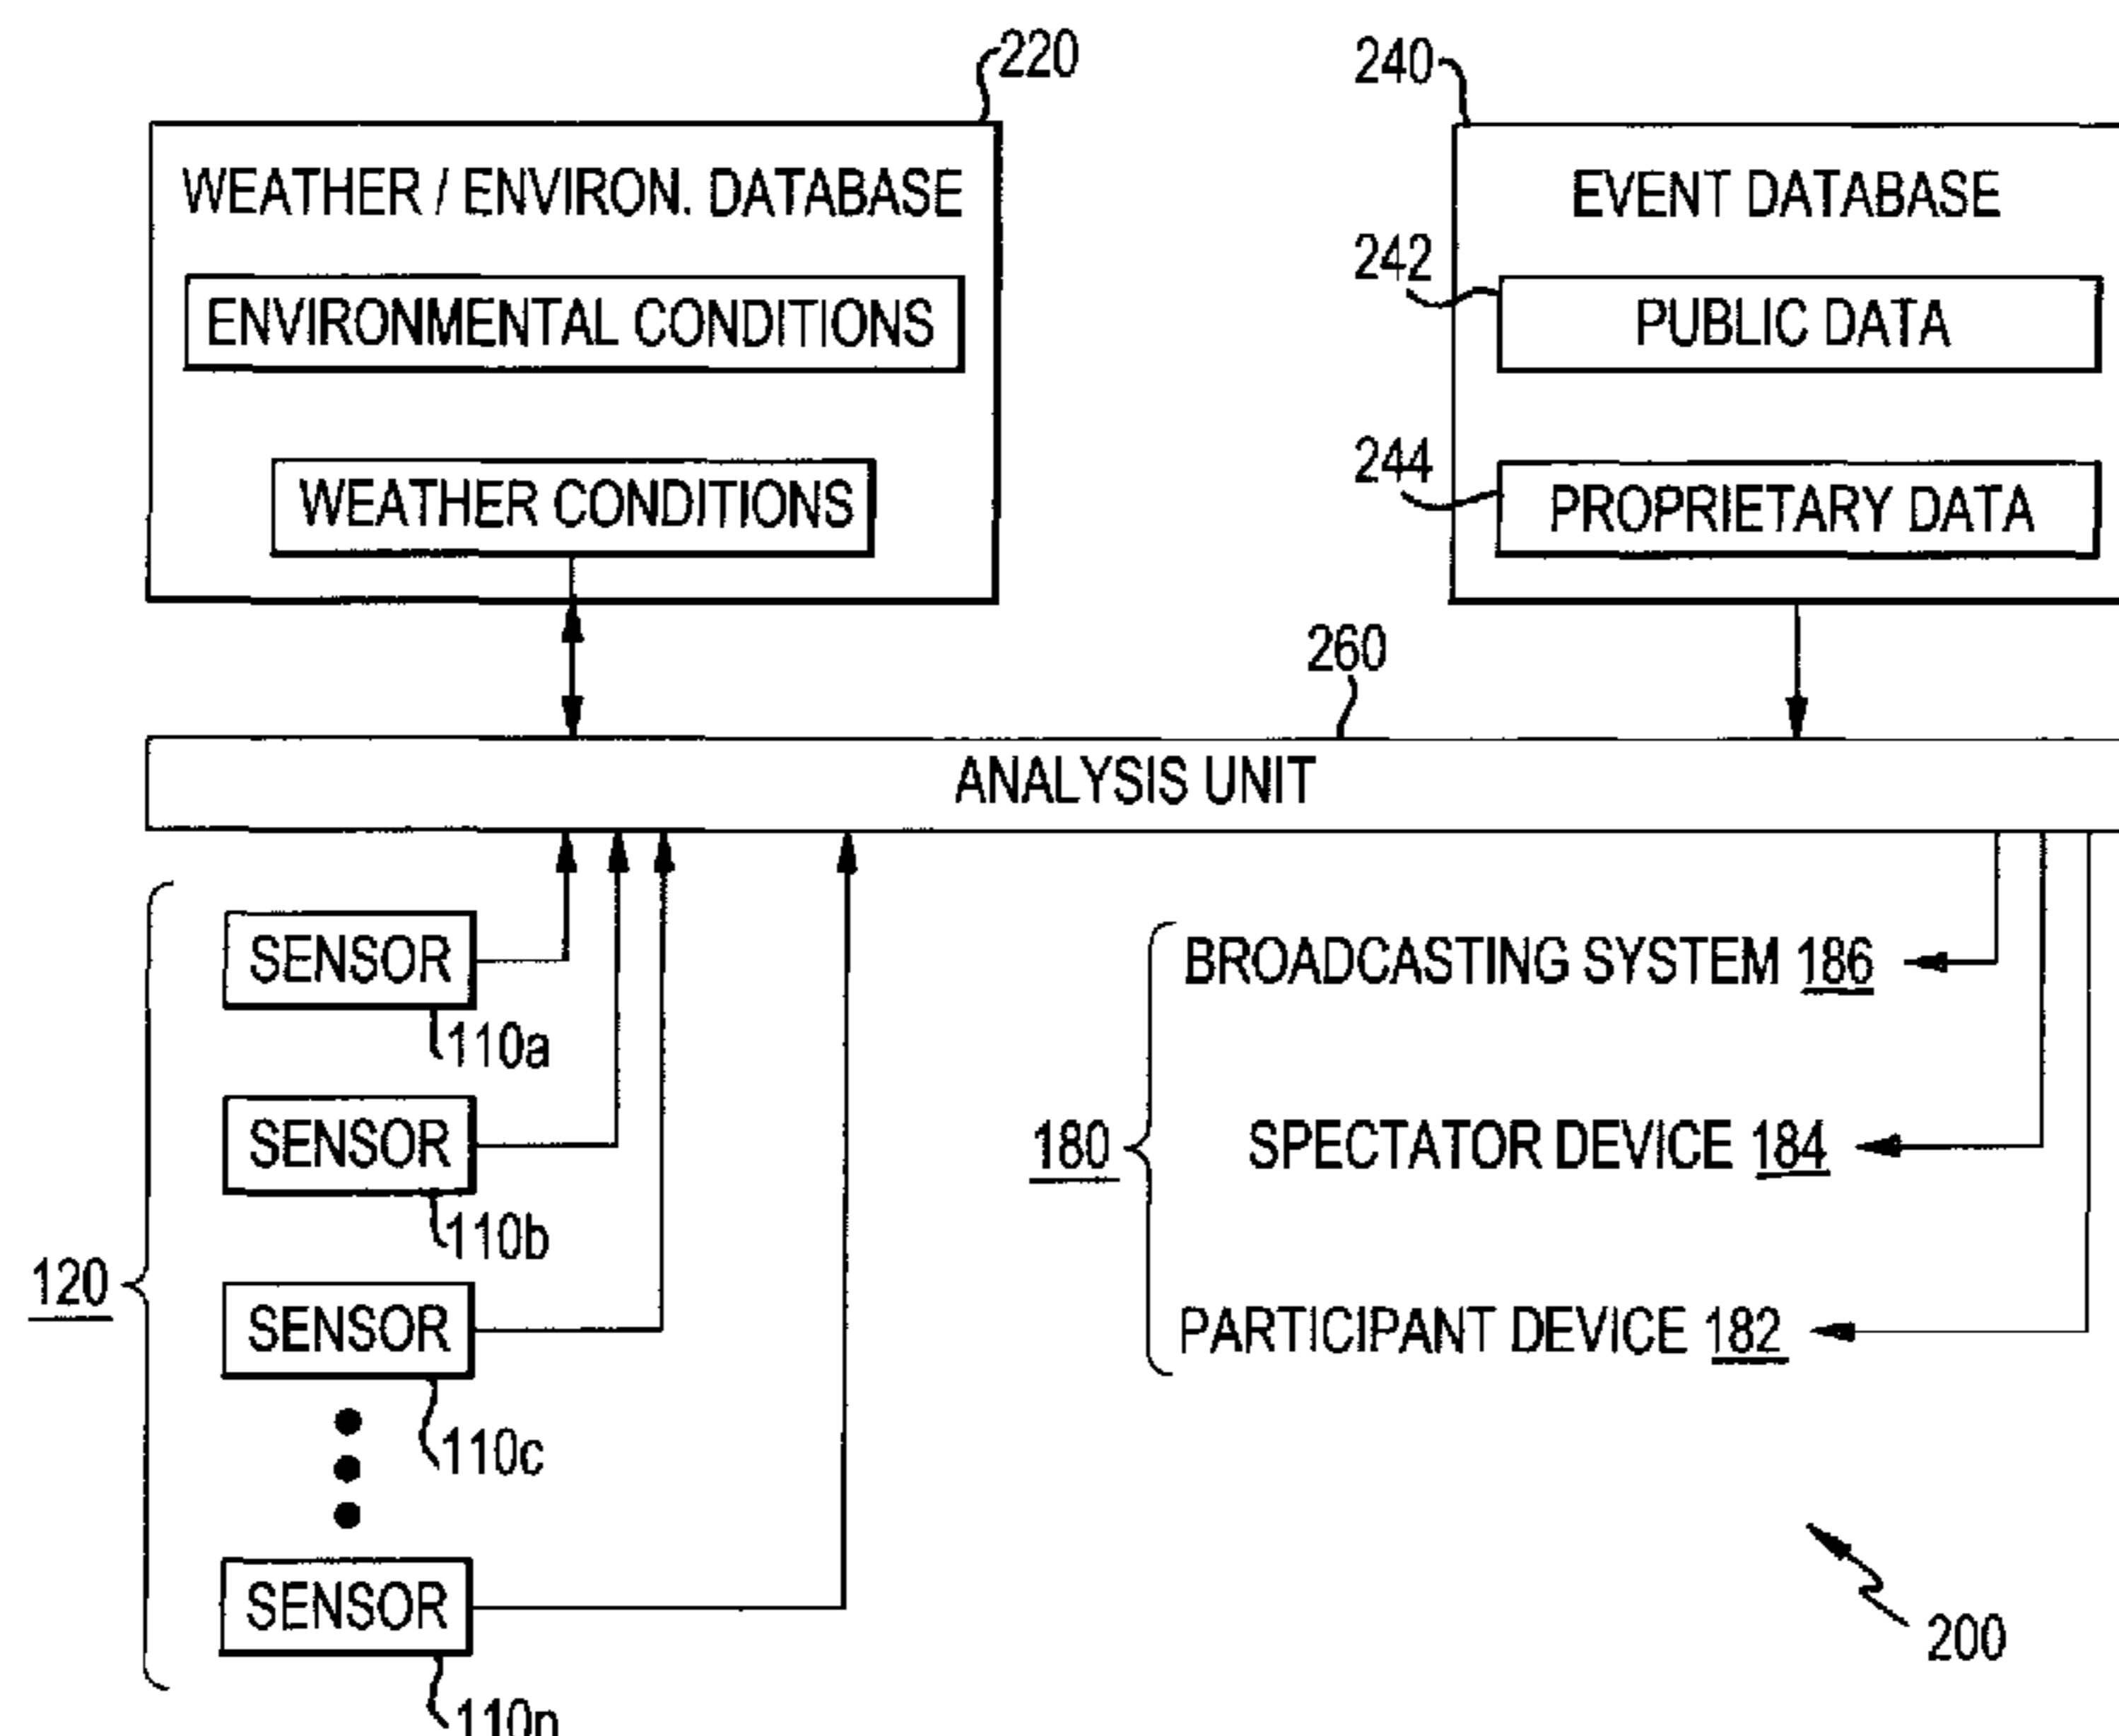 220
240
WEATHER / ENVIRON. DATABASE
EVENT DATABASE
242
ENVIRONMENTAL CONDITIONS
PUBLIC DATA
244
WEATHER CONDITIONS
PROPRIETARY DATA
260
ANALYSIS UNIT
SENSOR
BROADCASTING SYSTEM 186
110a
SENSOR
180
SPECTATOR DEVICE 184
110b
120
SENSOR
PARTICIPANT DEVICE 182
110c
SENSOR
200
110n